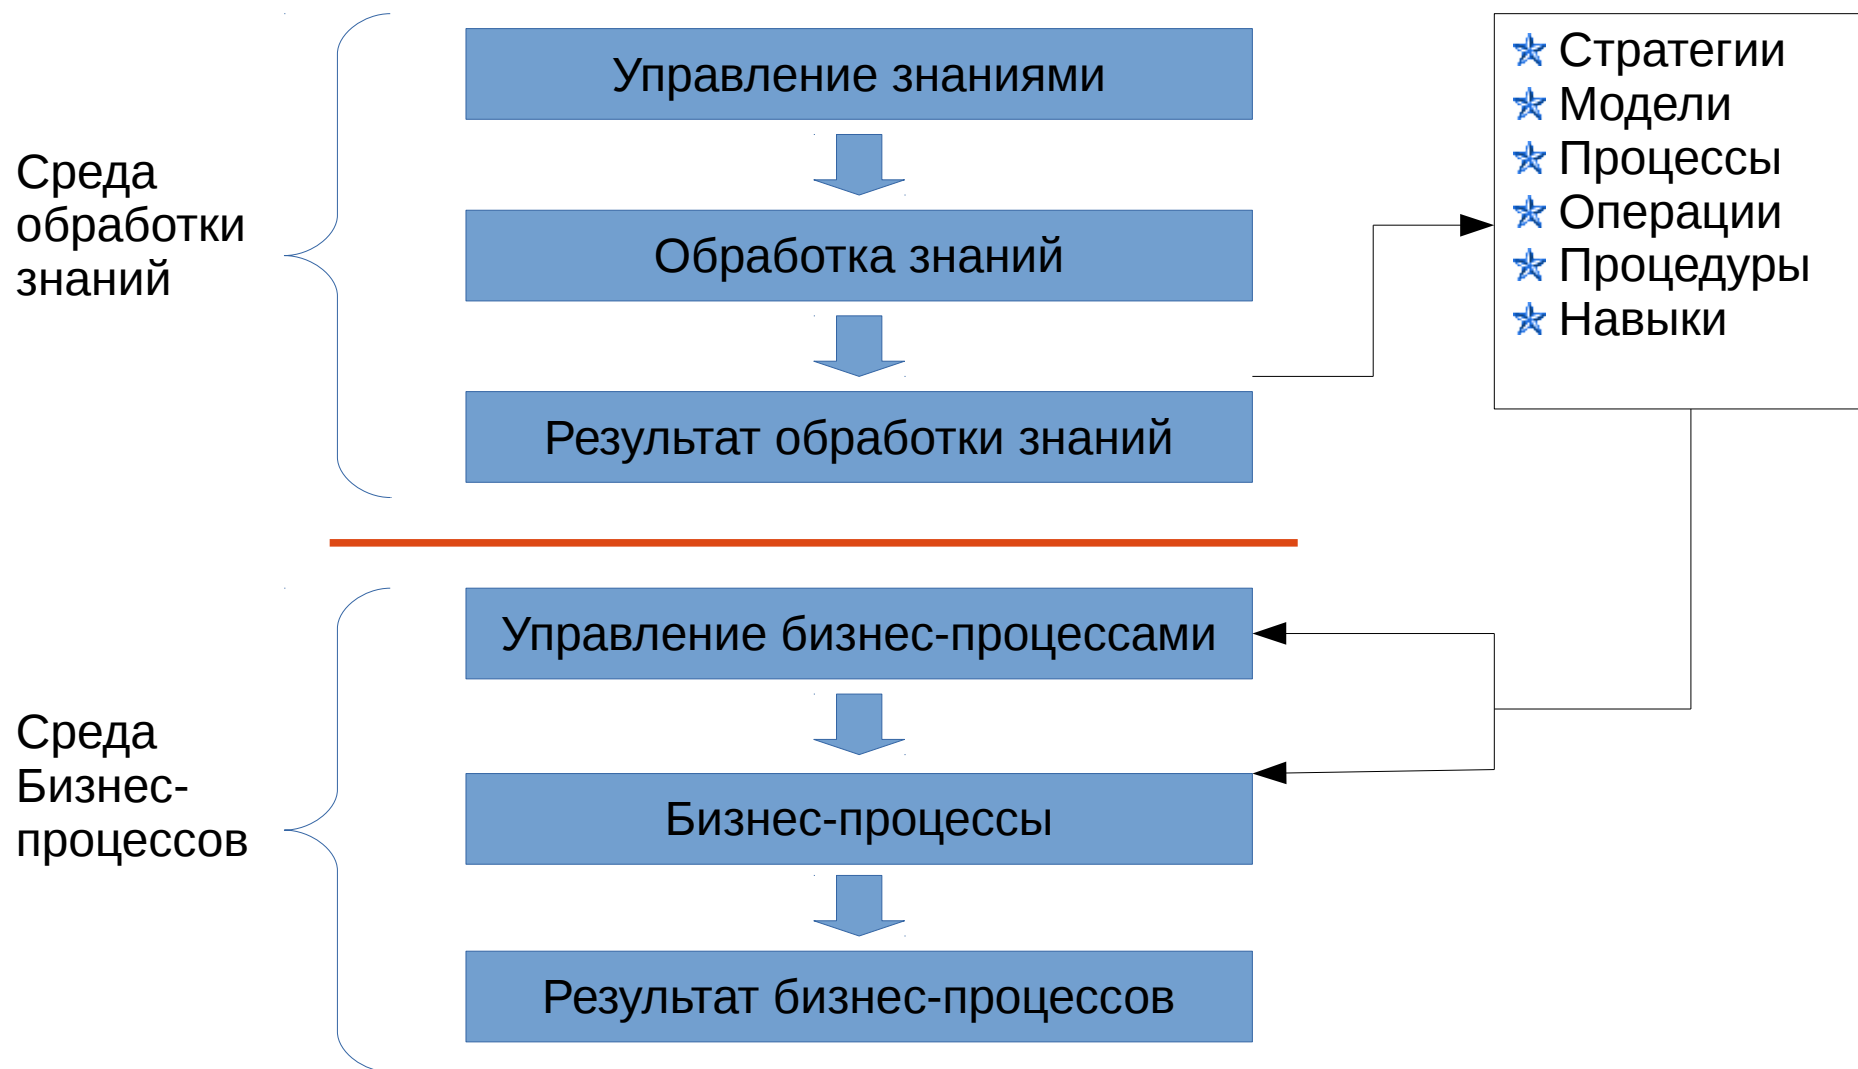 Среда
обработки
знаний
Управление знаниями
Обработка знаний
Результат обработки знаний
Стратегии
Модели
Процессы
Операции
Процедуры
Навыки
Среда
Бизнес-
процессов
Управление бизнес-процессами
Бизнес-процессы
Результат бизнес-процессов